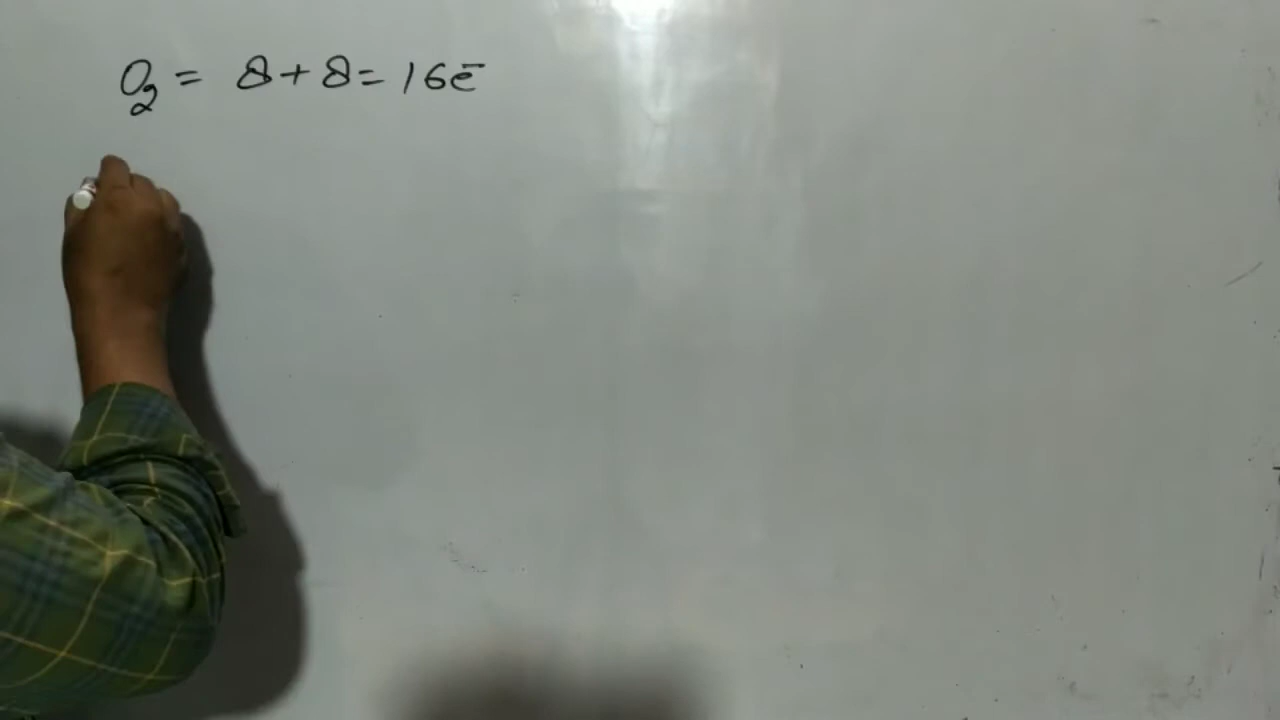 O₂ = 8+8= 16e⁻